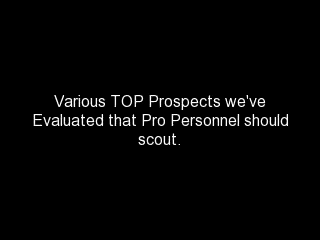 Various TOP Prospects we've
Evaluated that Pro Personnel should
scout.